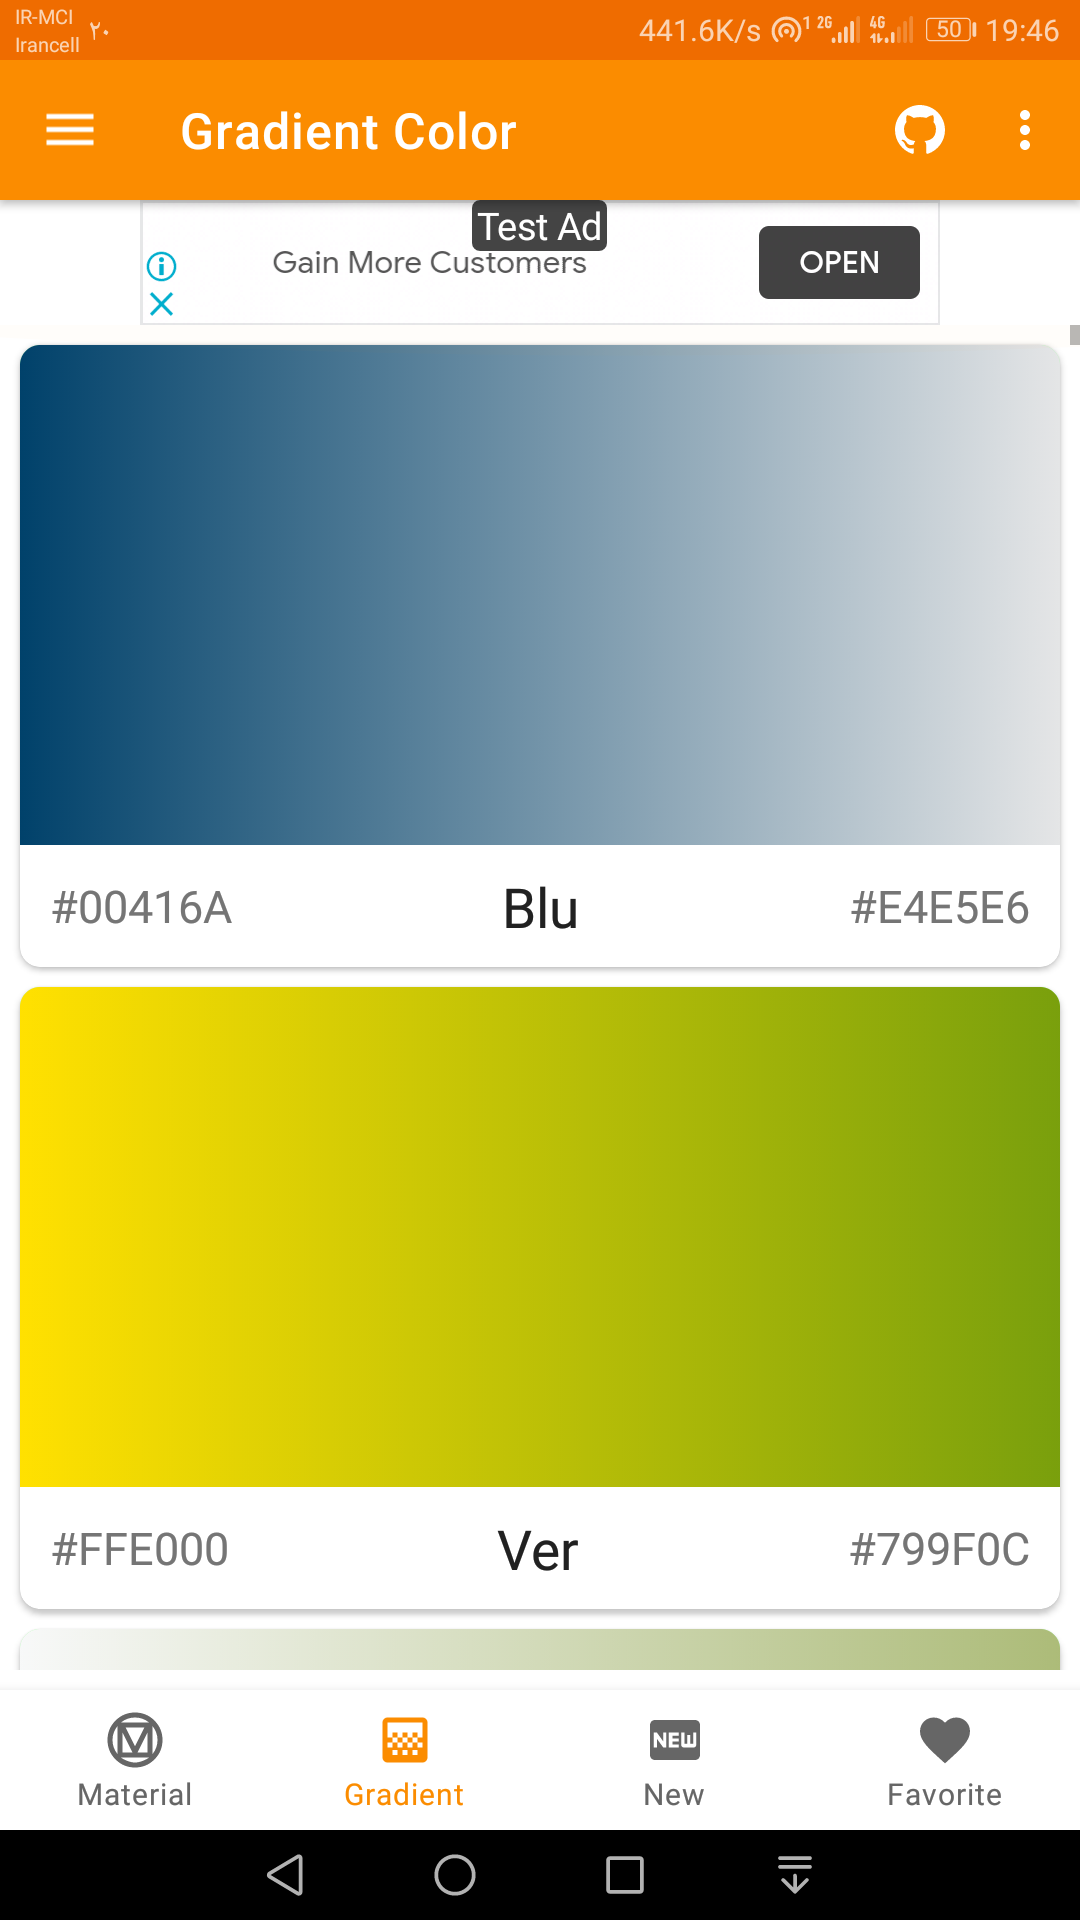 IR-MCI
Irancell
۲۰
441.6K/s 1 2G 4G 50 19:46
Gradient Color
Test Ad
Gain More Customers
OPEN
#00416A Blu #E4E5E6
#FFE000 Ver #799F0C
Material Gradient NEW New Favorite